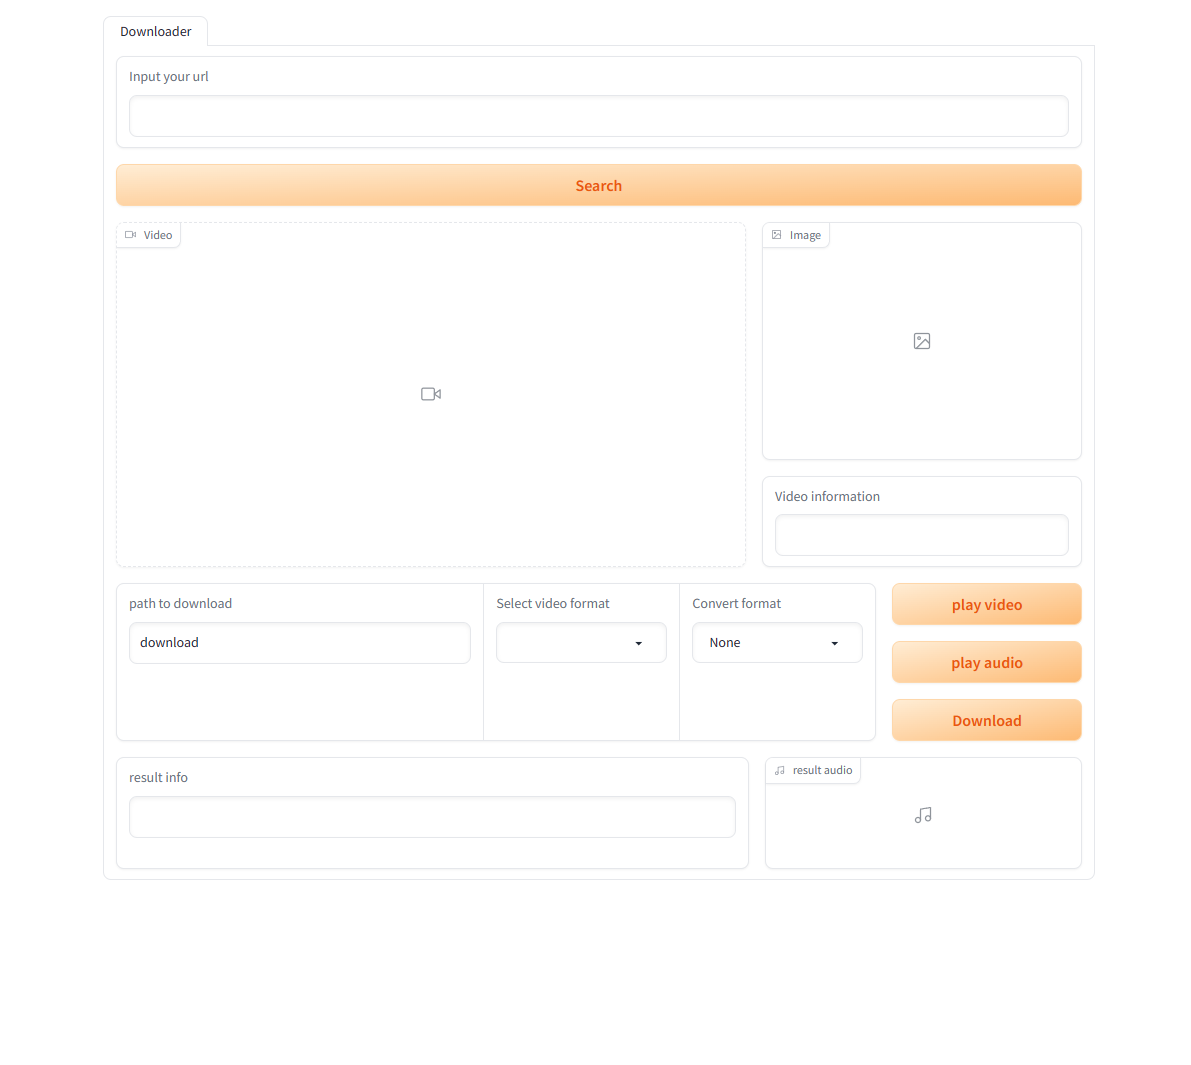 Downloader
Input your url
Search
Video
Image
Video information
path to download
download
Select video format
Convert format
None
play video
play audio
Download
result info
result audio